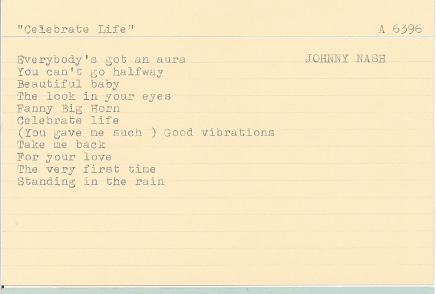 "Celebrate Life" A 6396
Everybody's got an aura JOHNNY NASH
You can't go halfway
Beautiful baby
The look in your eyes
Fanny Big Horn
Celebrate life
(You gave me such ) Good vibrations
Take me back
For your love
The very first time
Standing in the rain